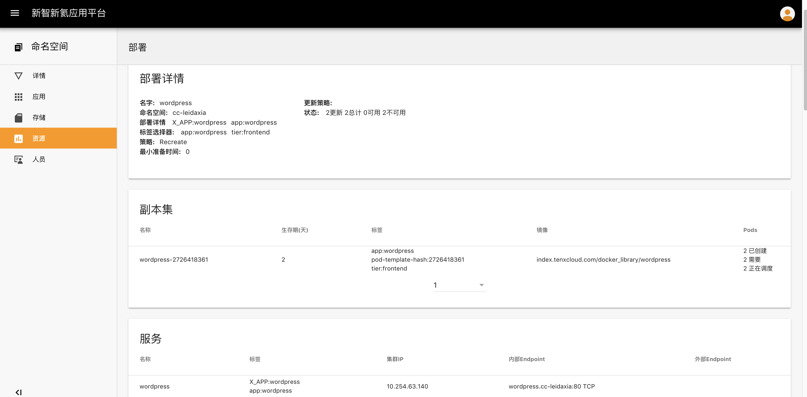 新智新氦应用平台
命名空间
部署
详情
应用
存储
资源
人员
部署详情
名字: wordpress
命名空间: cc-leidaxia
部署详情 X_APP:wordpress app:wordpress
标签选择器: app:wordpress tier:frontend
策略: Recreate
最小准备时间: 0
更新策略:
状态: 2更新 2总计 0可用 2不可用
副本集
名称 生存期(天) 标签 镜像 Pods
wordpress-2726418361 2 app:wordpress pod-template-hash:2726418361 tier:frontend index.tenxcloud.com/docker_library/wordpress 2 已创建 2 需要 2 正在调度
1
服务
名称 标签 集群IP 内部Endpoint 外部Endpoint
wordpress X_APP:wordpress app:wordpress 10.254.63.140 wordpress.cc-leidaxia:80 TCP